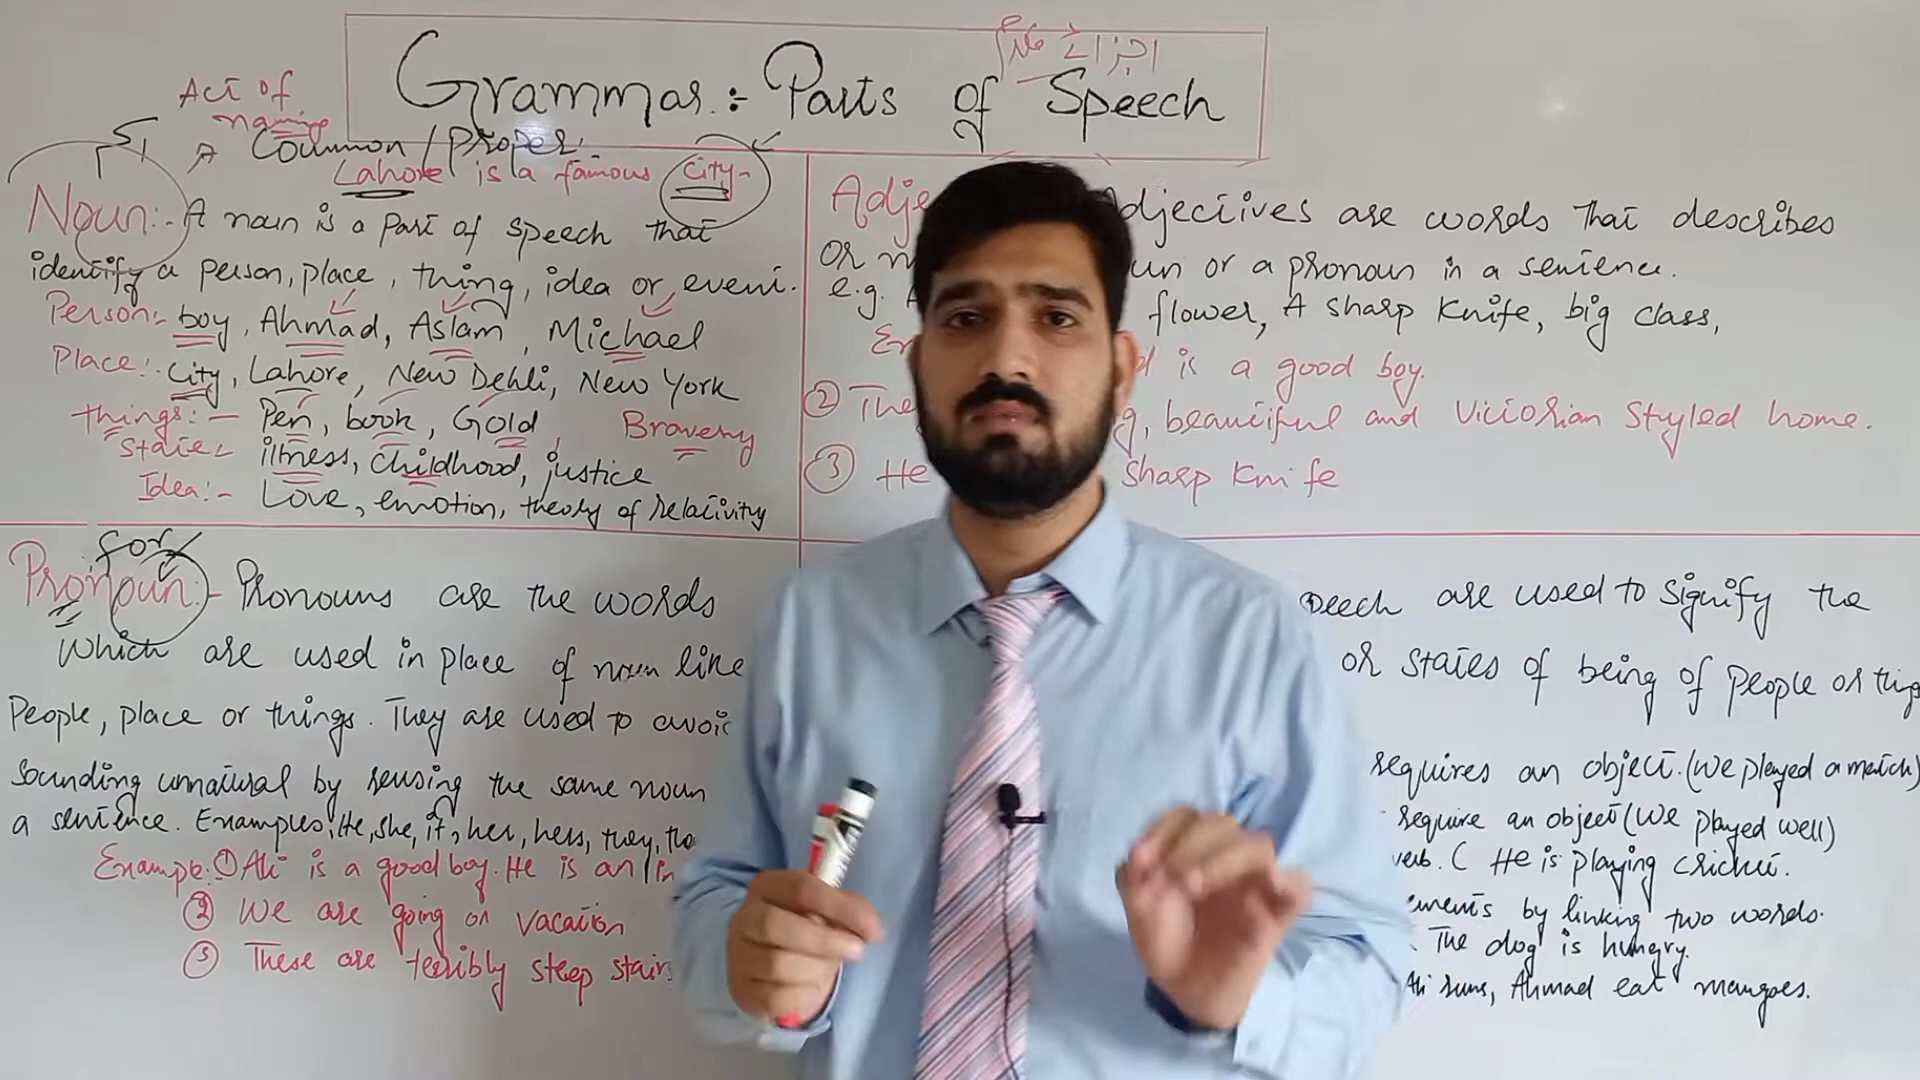 اجزائے کلام
Grammar:- Parts of Speech
Act of
naming
Common / Proper
Lahore is a famous City-
Noun:- A noun is a part of speech that
identify a person, place, thing, idea or event.
Person:- boy, Ahmad, Aslam, Michael
Place:- City, Lahore, New Dehli, New York
things:- Pen, book, Gold, Bravery
State:- illness, Childhood, justice
Idea:- Love, emotion, theory of relativity
Adje djectives are words that describes
or m un or a pronoun in a sentence.
e.g. flower, A sharp Knife, big class,
d is a good boy.
② The g, beautiful and Victorian Styled home.
③ He Sharp Knife
for
Pronoun:- Pronouns are the words
which are used in place of noun like
People, place or things. They are used to avoid
Sounding unnatural by reusing the same noun
a sentence. Examples, He, she, it, her, hers, they,
Example:① Ali is a good boy. He is an
② We are going on vacation
③ These are terribly steep stairs
peech are used to signify the
or states of being of people or things
requires an object. (We played a match)
require an object (We played well)
verb. ( He is playing cricket.
ements by linking two words.
The dog is hungry.
Ali runs, Ahmad eat mangoes.